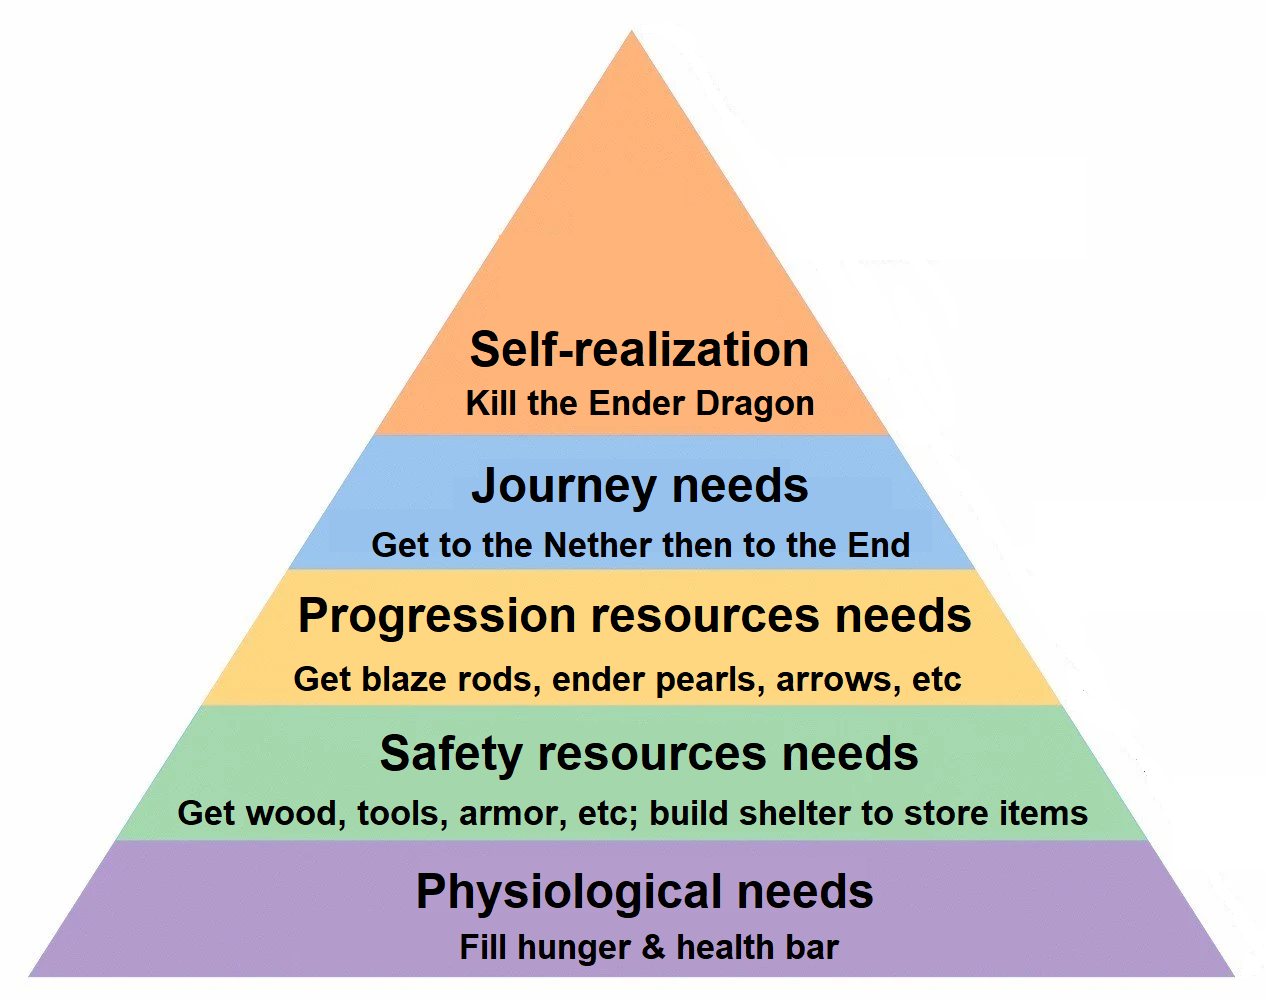 Self-realization
Kill the Ender Dragon
Journey needs
Get to the Nether then to the End
Progression resources needs
Get blaze rods, ender pearls, arrows, etc
Safety resources needs
Get wood, tools, armor, etc; build shelter to store items
Physiological needs
Fill hunger & health bar